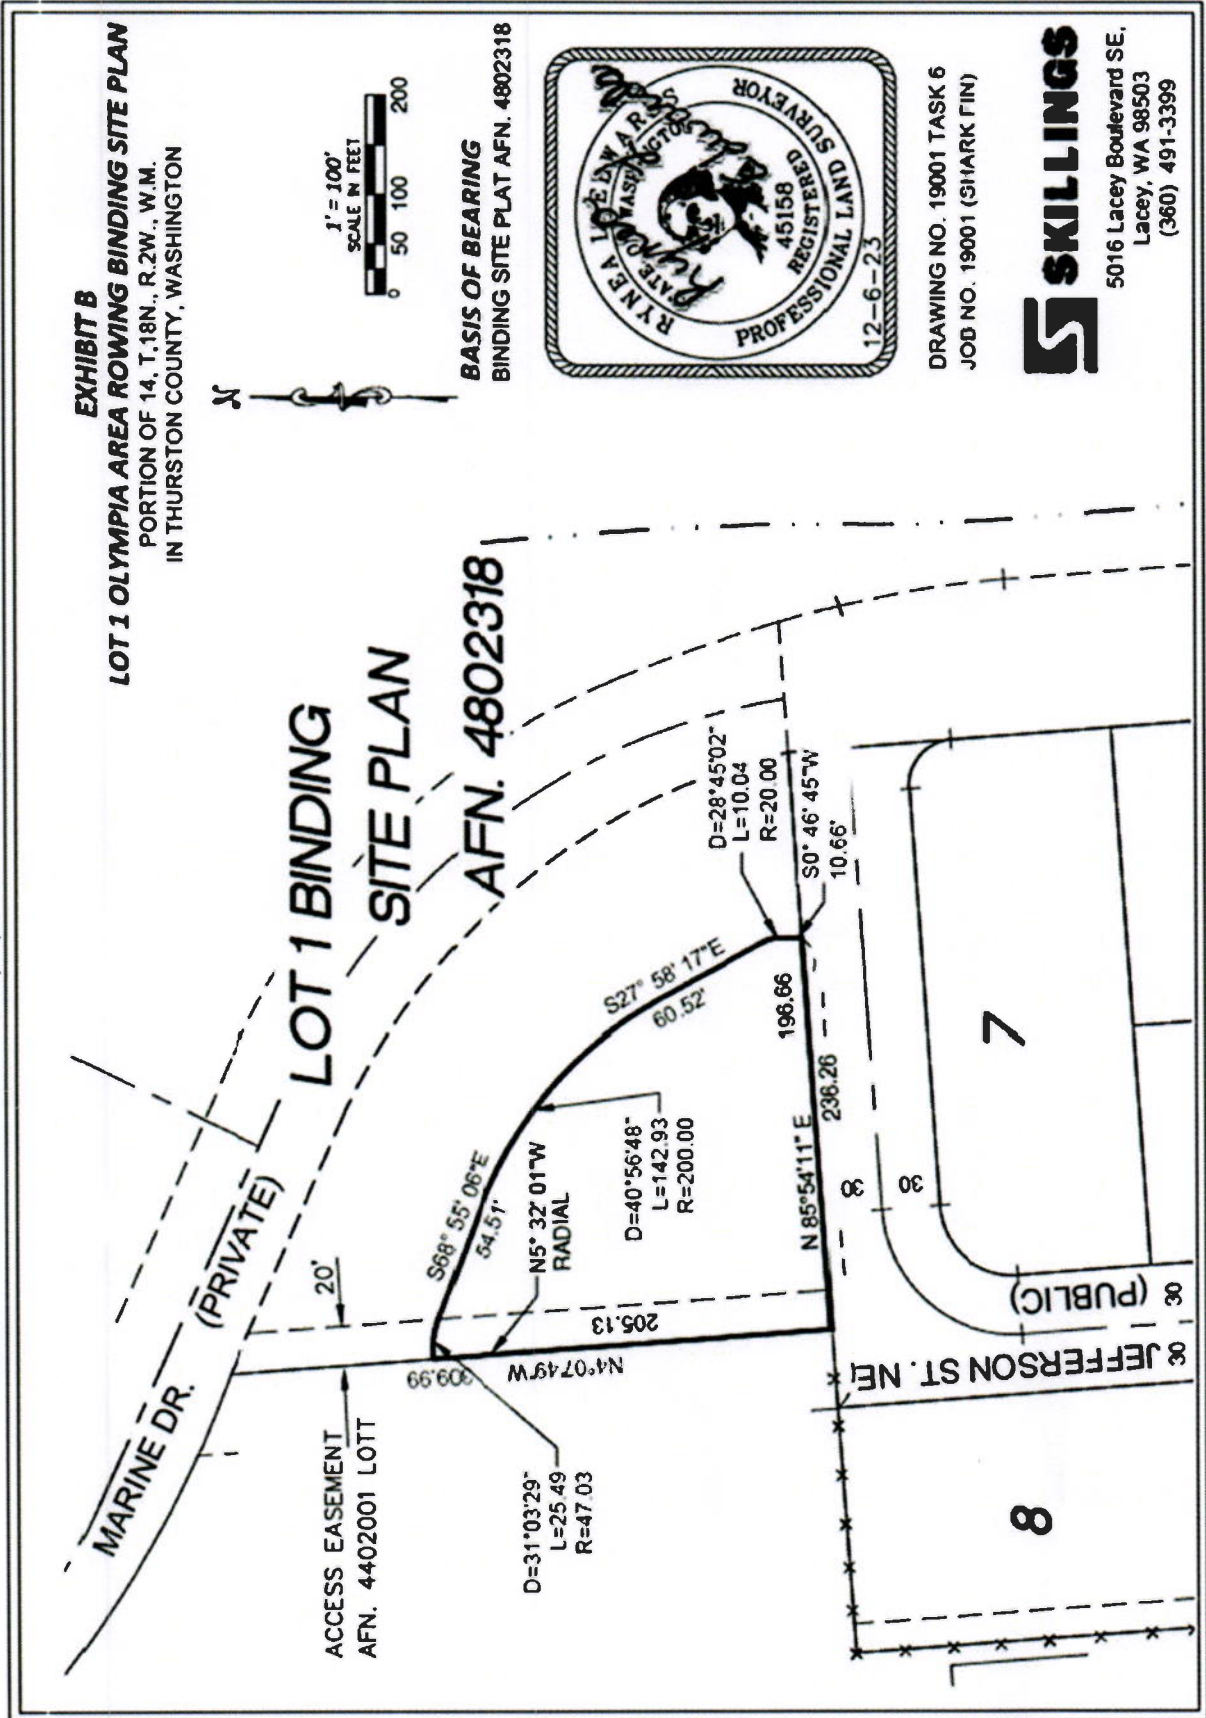 EXHIBIT B
LOT 1 OLYMPIA AREA ROWING BINDING SITE PLAN
PORTION OF 14, T.18N., R.2W., W.M.
IN THURSTON COUNTY, WASHINGTON
N
1' = 100'
SCALE IN FEET
0 50 100 200
BASIS OF BEARING
BINDING SITE PLAT AFN. 4802318
STATE OF WASHINGTON
45158
REGISTERED
PROFESSIONAL LAND SURVEYOR
12-6-23
DRAWING NO. 19001 TASK 6
JOB NO. 19001 (SHARK FIN)
SKILLINGS
5016 Lacey Boulevard SE,
Lacey, WA 98503
(360) 491-3399
MARINE DR.
(PRIVATE)
LOT 1 BINDING
SITE PLAN
AFN. 4802318
ACCESS EASEMENT
AFN. 4402001 LOTT
20'
S68° 55' 06"E
54.51'
S27° 58' 17"E
60.52'
D=28°45'02"
L=10.04
R=20.00
S0° 46' 45"W
10.66'
N5° 32' 01"W
RADIAL
D=40°56'48"
L=142.93
R=200.00
309.99
N4°07'49"W
205.13
D=31°03'29"
L=25.49
R=47.03
196.66
N 85°54'11" E
236.26
30
30
JEFFERSON ST. NE
(PUBLIC)
30
30
7
8